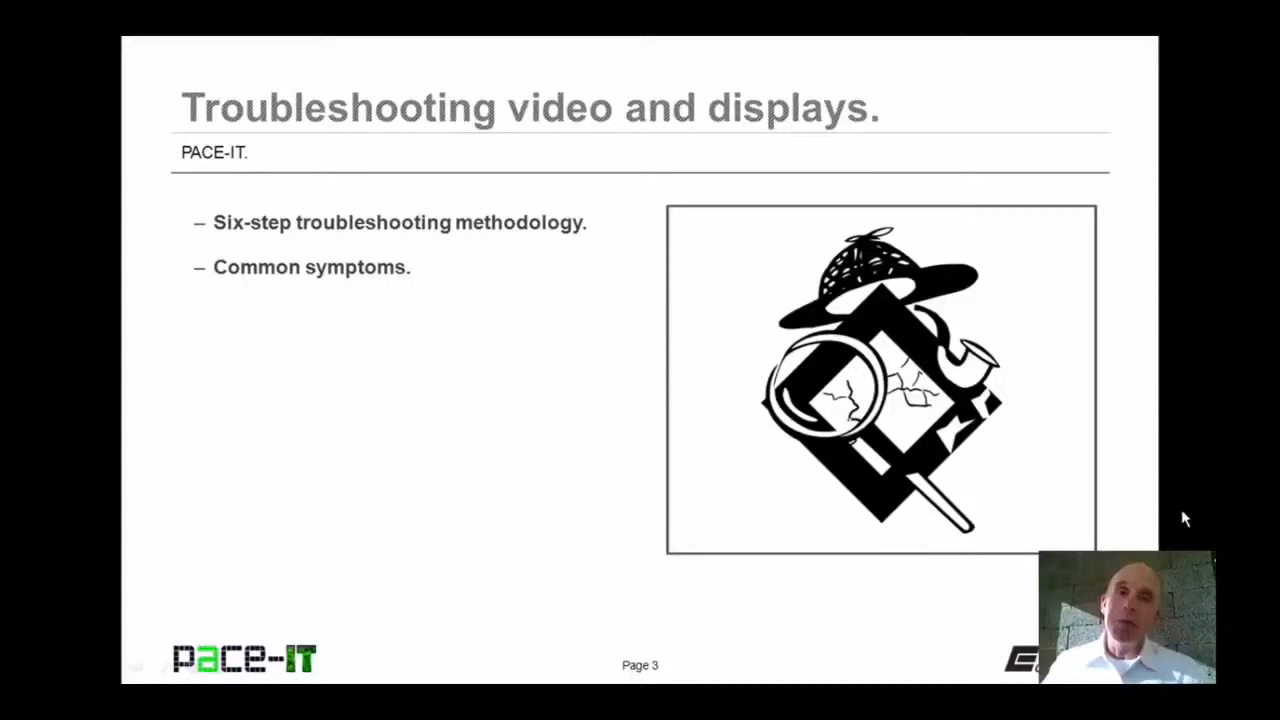 Troubleshooting video and displays.
PACE-IT.
– Six-step troubleshooting methodology.
– Common symptoms.
pace-IT
Page 3